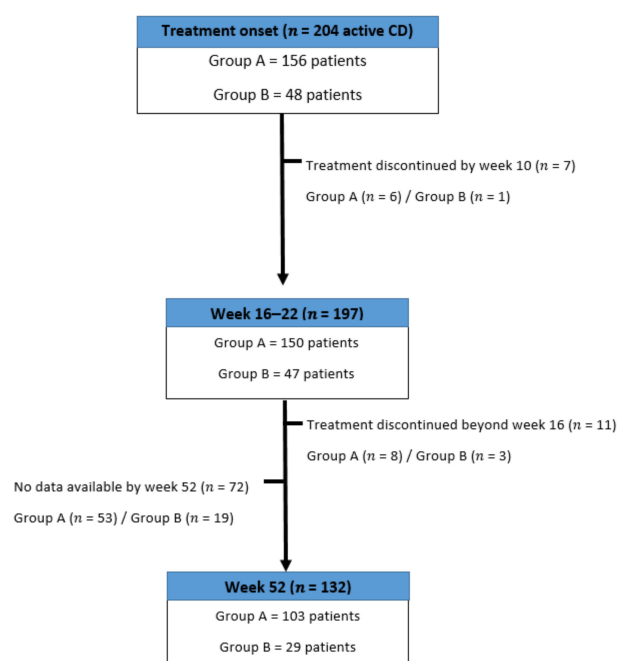 Treatment onset (n = 204 active CD)
Group A = 156 patients
Group B = 48 patients
Treatment discontinued by week 10 (n = 7)
Group A (n = 6) / Group B (n = 1)
Week 16–22 (n = 197)
Group A = 150 patients
Group B = 47 patients
Treatment discontinued beyond week 16 (n = 11)
Group A (n = 8) / Group B (n = 3)
No data available by week 52 (n = 72)
Group A (n = 53) / Group B (n = 19)
Week 52 (n = 132)
Group A = 103 patients
Group B = 29 patients